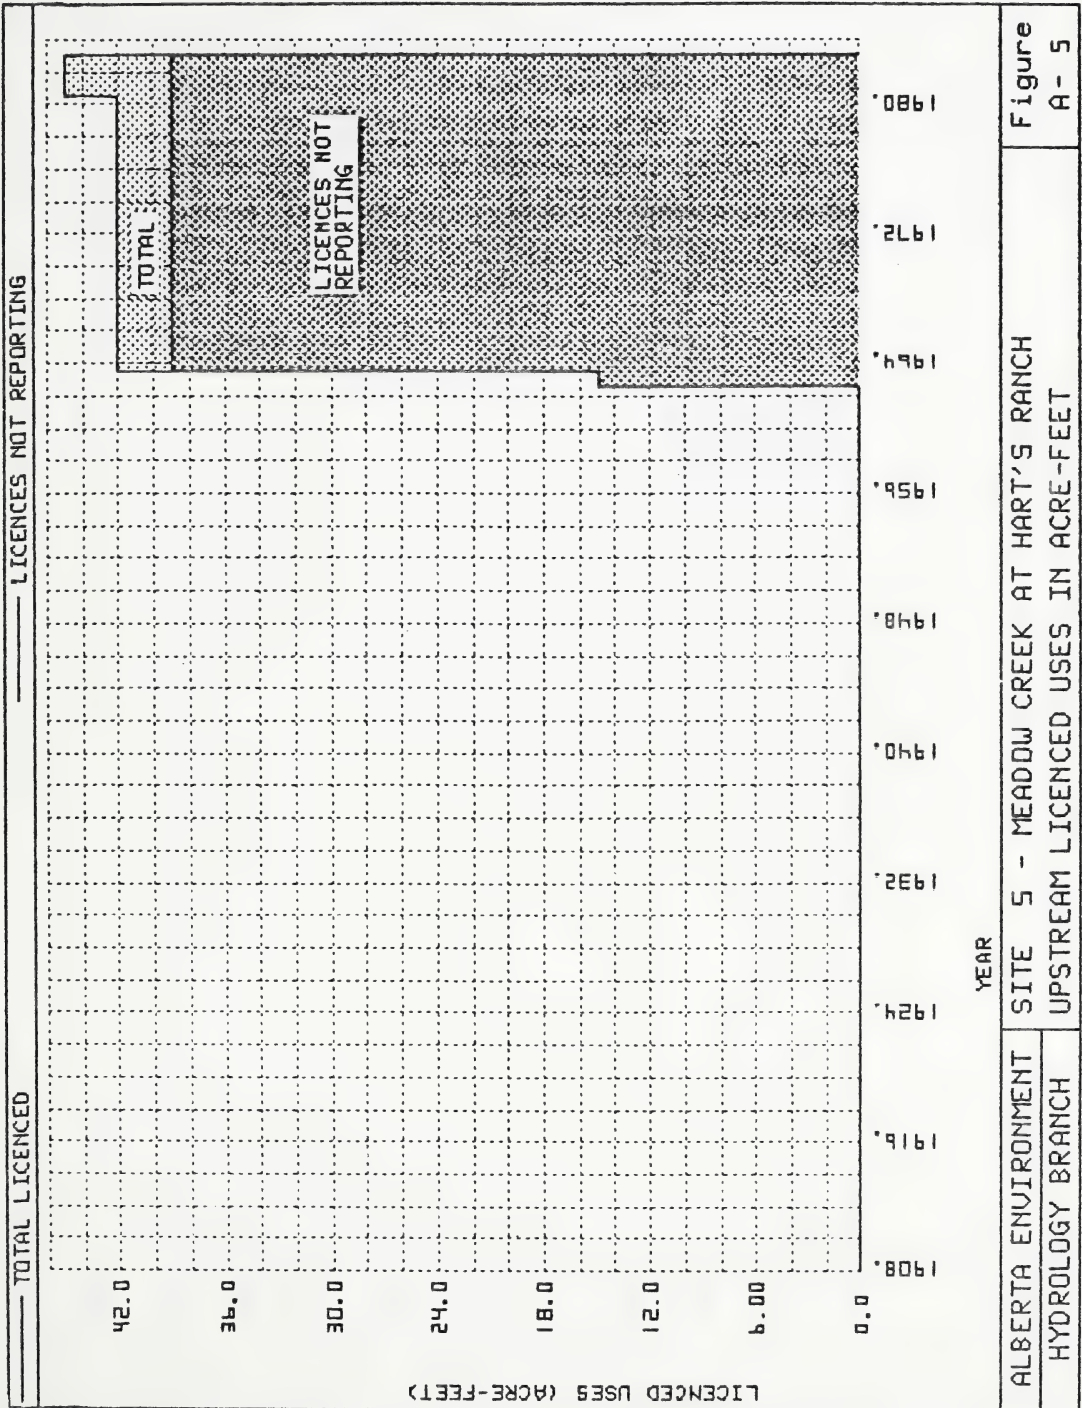 TOTAL LICENCED
LICENCES NOT REPORTING
LICENCED USES (ACRE-FEET)
42.0
36.0
30.0
24.0
18.0
12.0
6.00
0.0
TOTAL
LICENCES NOT
REPORTING
1908.
1916.
1924.
1932.
1940.
1948.
1956.
1964.
1972.
1980.
YEAR
ALBERTA ENVIRONMENT
HYDROLOGY BRANCH
SITE 5 - MEADOW CREEK AT HART'S RANCH
UPSTREAM LICENCED USES IN ACRE-FEET
Figure
A- 5